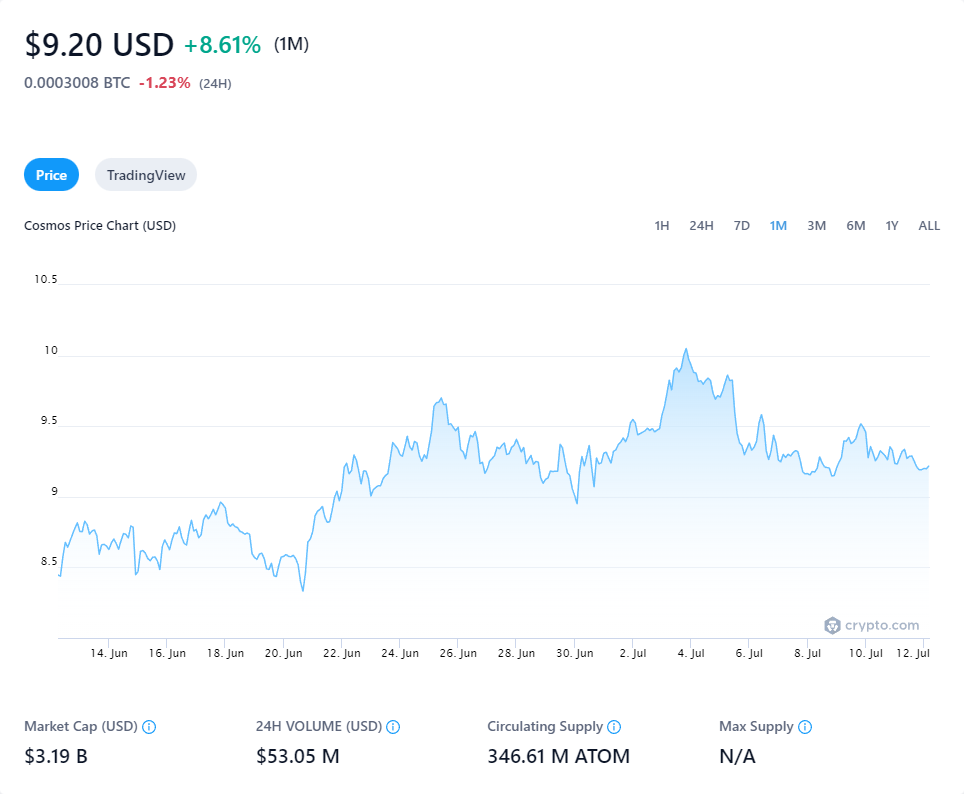 $9.20 USD +8.61% (1M)
0.0003008 BTC -1.23% (24H)
Price TradingView
Cosmos Price Chart (USD) 1H 24H 7D 1M 3M 6M 1Y ALL
10.5
10
9.5
9
8.5
crypto.com
14. Jun 16. Jun 18. Jun 20. Jun 22. Jun 24. Jun 26. Jun 28. Jun 30. Jun 2. Jul 4. Jul 6. Jul 8. Jul 10. Jul 12. Jul
Market Cap (USD) 24H VOLUME (USD) Circulating Supply Max Supply
$3.19 B $53.05 M 346.61 M ATOM N/A